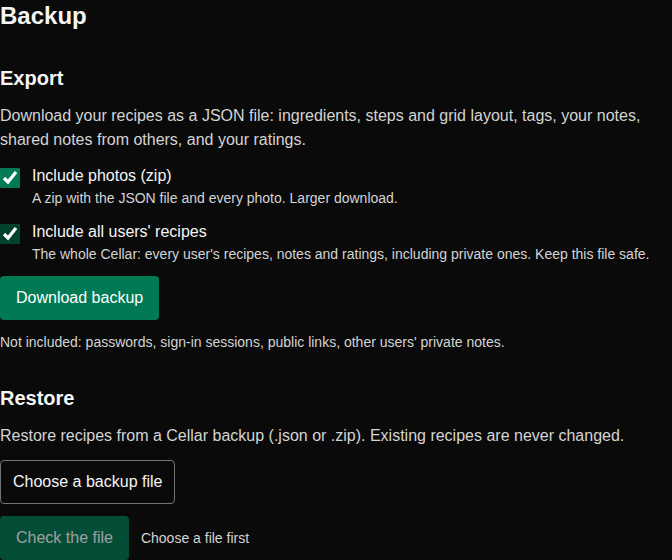 Backup
Export
Download your recipes as a JSON file: ingredients, steps and grid layout, tags, your notes,
shared notes from others, and your ratings.
Include photos (zip)
A zip with the JSON file and every photo. Larger download.
Include all users' recipes
The whole Cellar: every user's recipes, notes and ratings, including private ones. Keep this file safe.
Download backup
Not included: passwords, sign-in sessions, public links, other users' private notes.
Restore
Restore recipes from a Cellar backup (.json or .zip). Existing recipes are never changed.
Choose a backup file
Check the file
Choose a file first